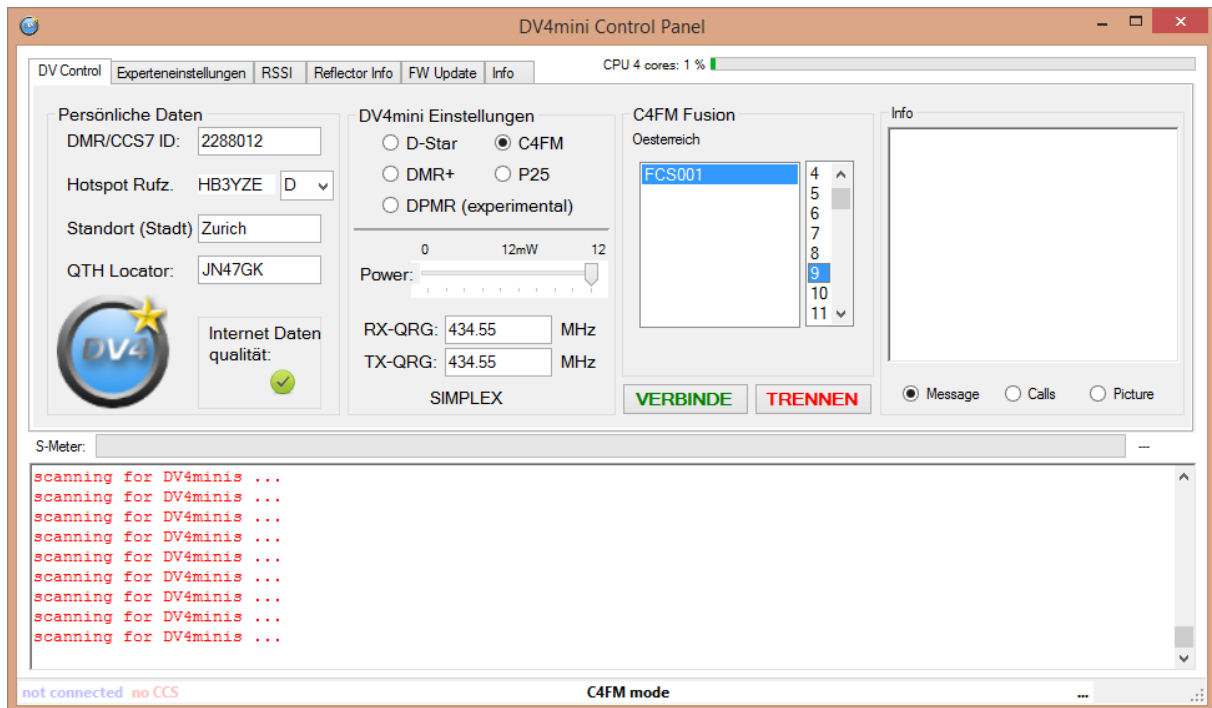 DV4mini Control Panel
DV Control Experteneinstellungen RSSI Reflector Info FW Update Info
CPU 4 cores: 1 %
Persönliche Daten
DMR/CCS7 ID: 2288012
Hotspot Rufz. HB3YZE D
Standort (Stadt) Zurich
QTH Locator: JN47GK
DV4
Internet Daten
qualität:
DV4mini Einstellungen
D-Star C4FM
DMR+ P25
DPMR (experimental)
0 12mW 12
Power:
RX-QRG: 434.55 MHz
TX-QRG: 434.55 MHz
SIMPLEX
C4FM Fusion
Oesterreich
FCS001
4
5
6
7
8
9
10
11
VERBINDE TRENNEN
Info
Message Calls Picture
S-Meter: ---
scanning for DV4minis ...
scanning for DV4minis ...
scanning for DV4minis ...
scanning for DV4minis ...
scanning for DV4minis ...
scanning for DV4minis ...
scanning for DV4minis ...
scanning for DV4minis ...
scanning for DV4minis ...
not connected no CCS C4FM mode ...